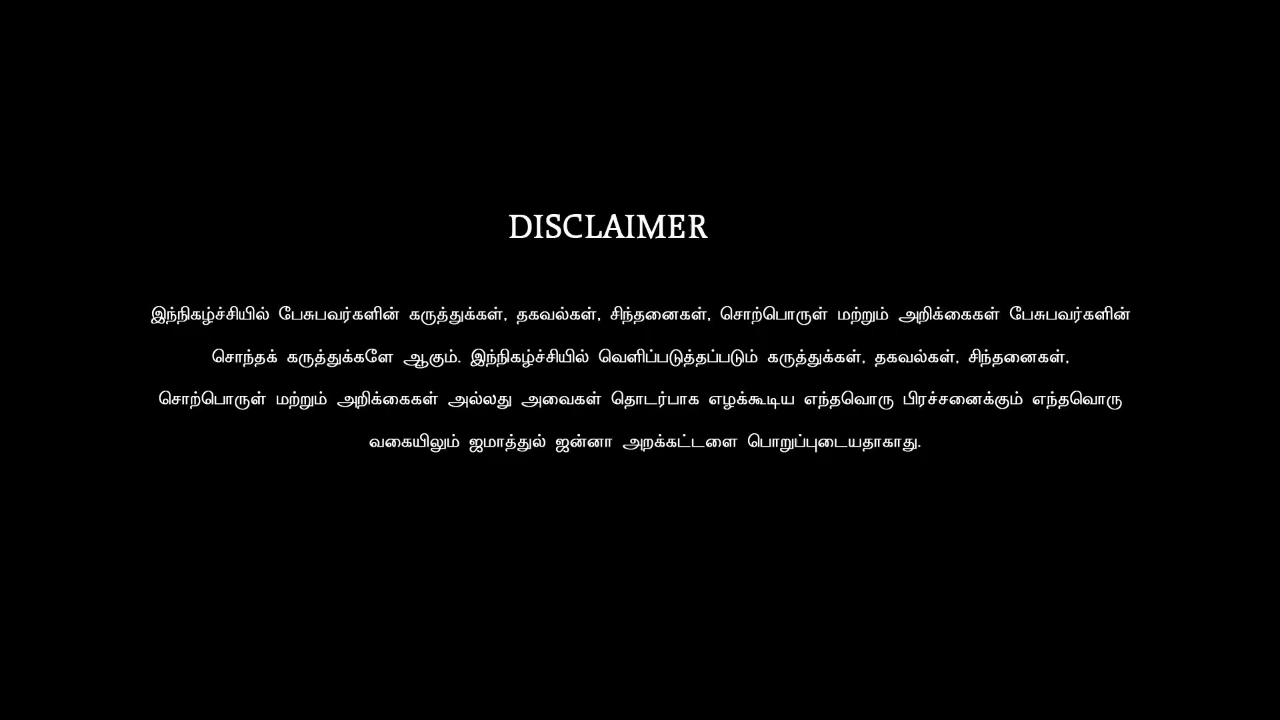 DISCLAIMER
இந்நிகழ்ச்சியில் பேசுபவர்களின் கருத்துக்கள், தகவல்கள், சிந்தனைகள், சொற்பொருள் மற்றும் அறிக்கைகள் பேசுபவர்களின்
சொந்தக் கருத்துக்களே ஆகும். இந்நிகழ்ச்சியில் வெளிப்படுத்தப்படும் கருத்துக்கள், தகவல்கள், சிந்தனைகள்,
சொற்பொருள் மற்றும் அறிக்கைகள் அல்லது அவைகள் தொடர்பாக எழக்கூடிய எந்தவொரு பிரச்சனைக்கும் எந்தவொரு
வகையிலும் ஜமாத்துல் ஜன்னா அறக்கட்டளை பொறுப்புடையதாகாது.